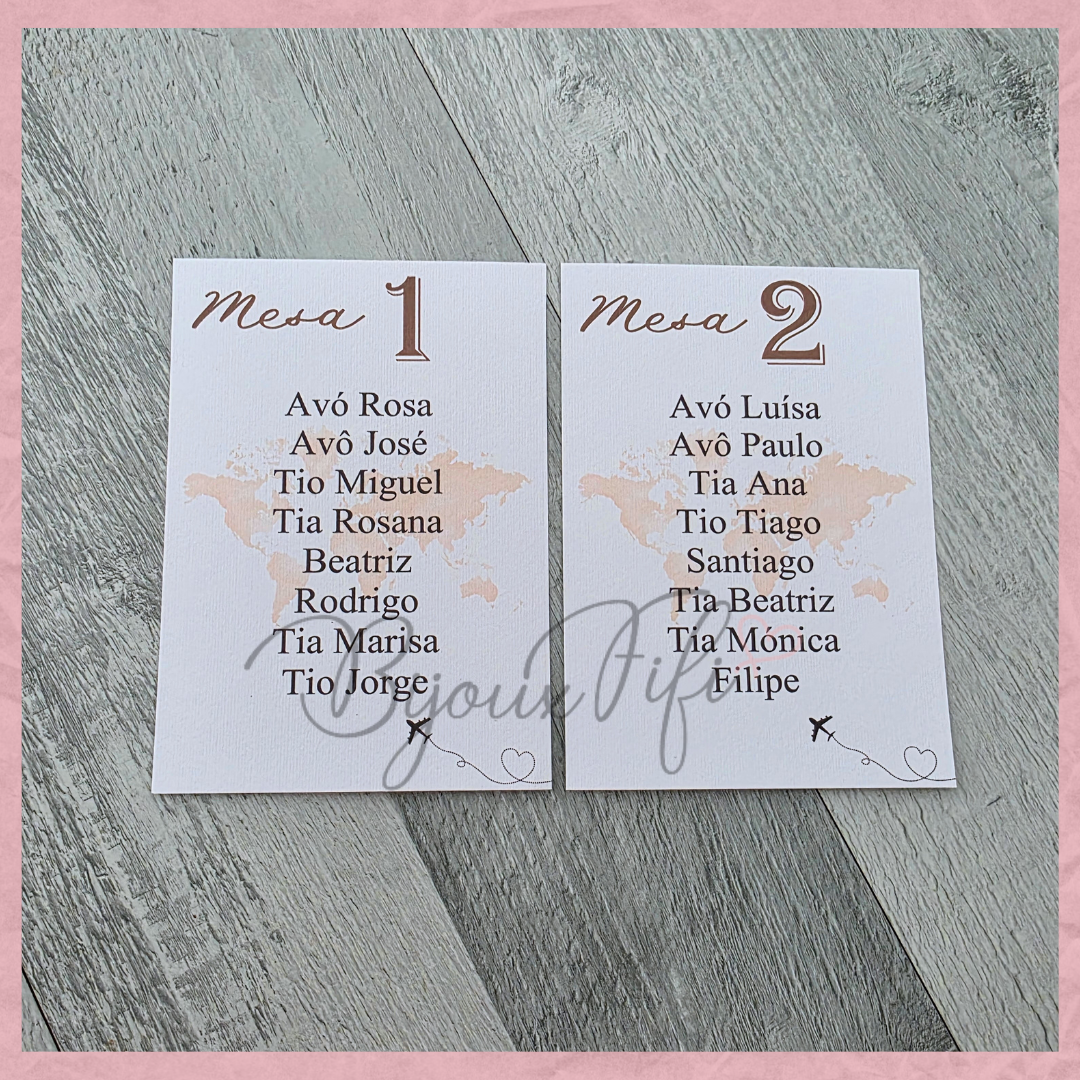 Mesa 1
Avó Rosa
Avô José
Tio Miguel
Tia Rosana
Beatriz
Rodrigo
Tia Marisa
Tio Jorge
Mesa 2
Avó Luísa
Avô Paulo
Tia Ana
Tio Tiago
Santiago
Tia Beatriz
Tia Mónica
Filipe
Bijoux Fifi